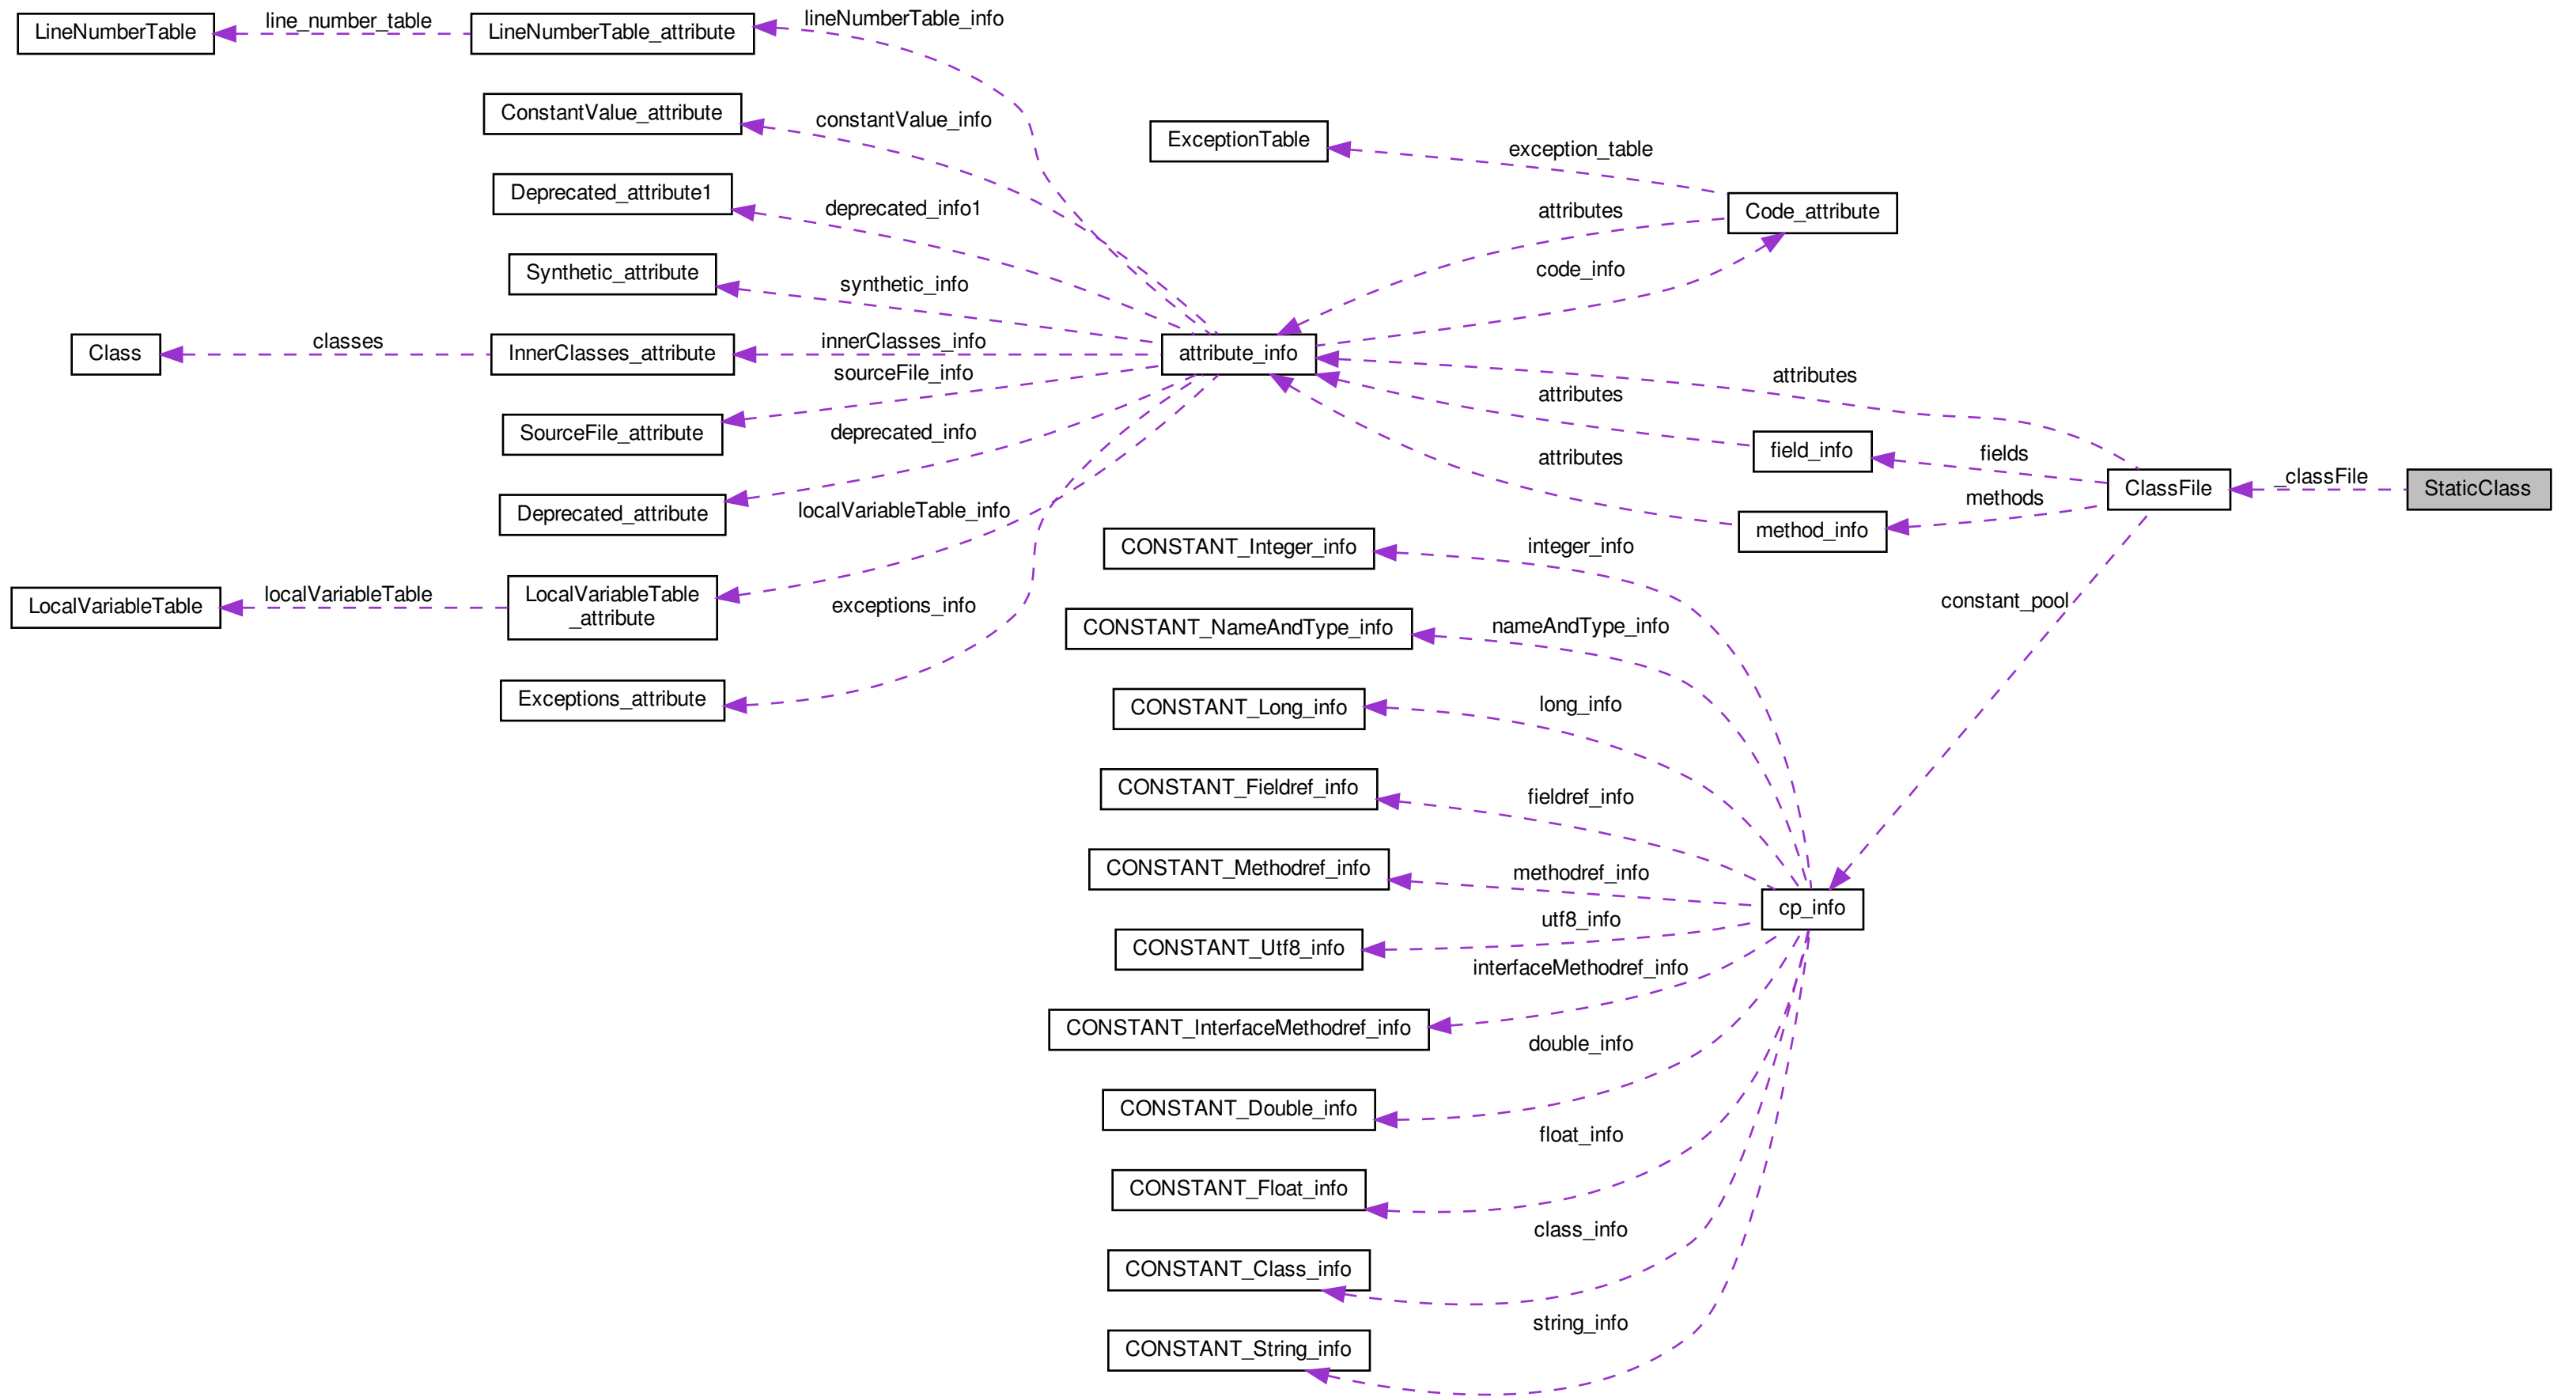 LineNumberTable
line_number_table
LineNumberTable_attribute
lineNumberTable_info
ConstantValue_attribute
constantValue_info
ExceptionTable
exception_table
Deprecated_attribute1
deprecated_info1
attributes
Code_attribute
Synthetic_attribute
synthetic_info
code_info
Class
classes
InnerClasses_attribute
innerClasses_info
attribute_info
sourceFile_info
attributes
attributes
SourceFile_attribute
deprecated_info
field_info
fields
attributes
ClassFile
_classFile
StaticClass
methods
Deprecated_attribute
localVariableTable_info
method_info
CONSTANT_Integer_info
integer_info
LocalVariableTable
localVariableTable
LocalVariableTable
_attribute
exceptions_info
constant_pool
CONSTANT_NameAndType_info
nameAndType_info
Exceptions_attribute
CONSTANT_Long_info
long_info
CONSTANT_Fieldref_info
fieldref_info
CONSTANT_Methodref_info
methodref_info
cp_info
utf8_info
CONSTANT_Utf8_info
interfaceMethodref_info
CONSTANT_InterfaceMethodref_info
double_info
CONSTANT_Double_info
float_info
CONSTANT_Float_info
class_info
CONSTANT_Class_info
string_info
CONSTANT_String_info